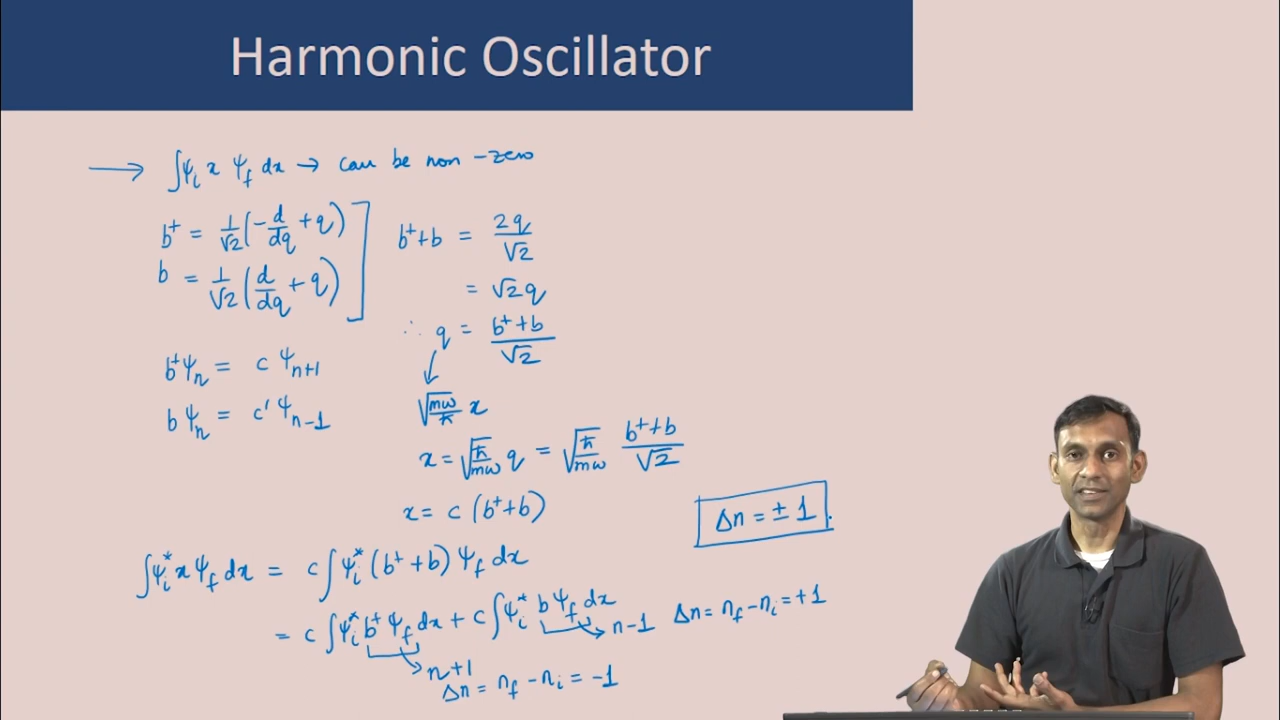 Harmonic Oscillator
→ ∫ψᵢ x ψ_f dx → can be non-zero
b⁺ = 1/√2 (-d/dq + q)
b = 1/√2 (d/dq + q)
b⁺+b = 2q/√2
= √2q
∴ q = (b⁺+b)/√2
b⁺ψₙ = c ψₙ₊₁
bψₙ = c' ψₙ₋₁
√(mω/ħ) x
x = √(ħ/mω) q = √(ħ/mω) (b⁺+b)/√2
x = c (b⁺+b)
Δn = ± 1.
∫ψᵢ* x ψ_f dx = c ∫ψᵢ* (b⁺ + b) ψ_f dx
= c ∫ψᵢ* b⁺ ψ_f dx + c ∫ψᵢ* b ψ_f dx
n-1 Δn = n_f - nᵢ = +1
n+1
Δn = n_f - nᵢ = -1